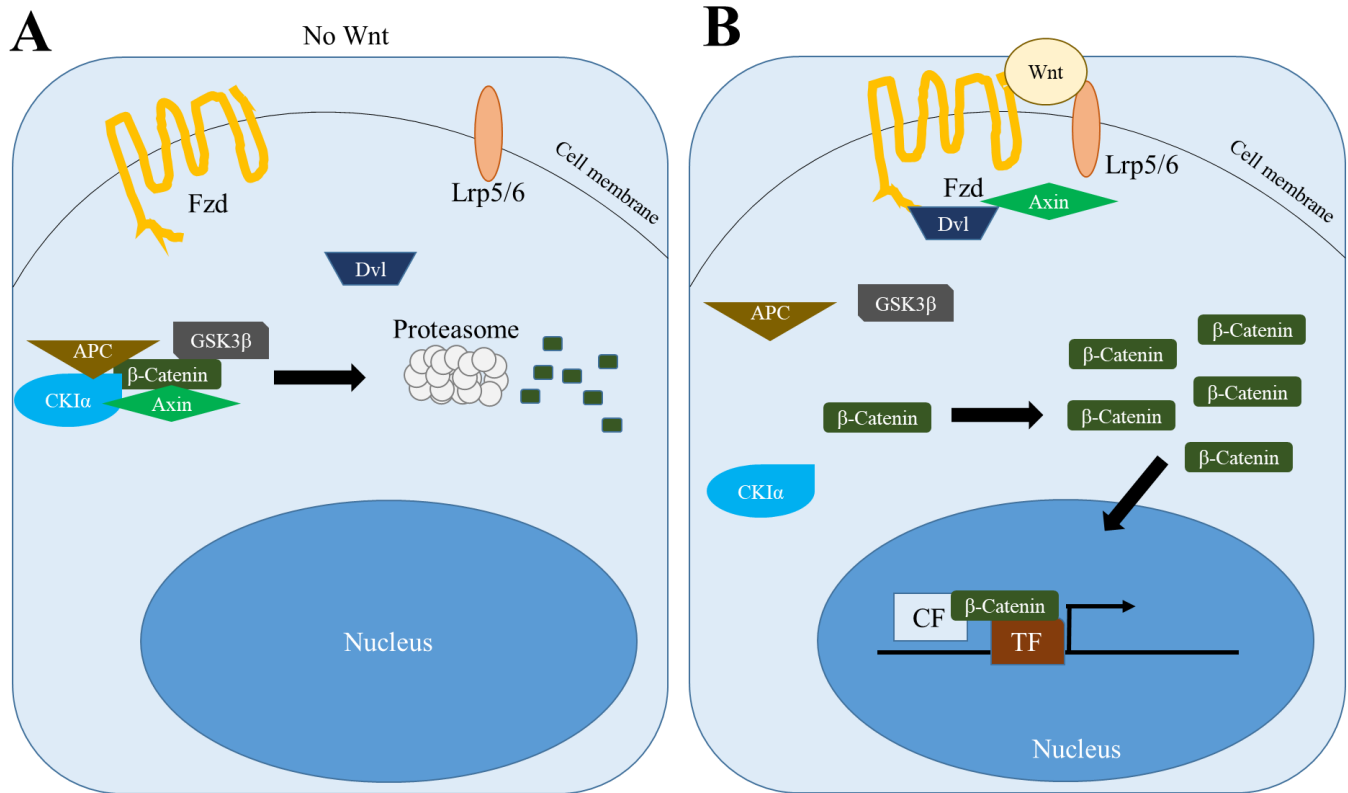 A
No Wnt
Fzd
Lrp5/6
Cell membrane
Dvl
APC
GSK3β
β-Catenin
CKIα
Axin
Proteasome
Nucleus
B
Wnt
Fzd
Lrp5/6
Cell membrane
Axin
Dvl
APC
GSK3β
β-Catenin
β-Catenin
β-Catenin
β-Catenin
β-Catenin
β-Catenin
CKIα
CF
β-Catenin
TF
Nucleus